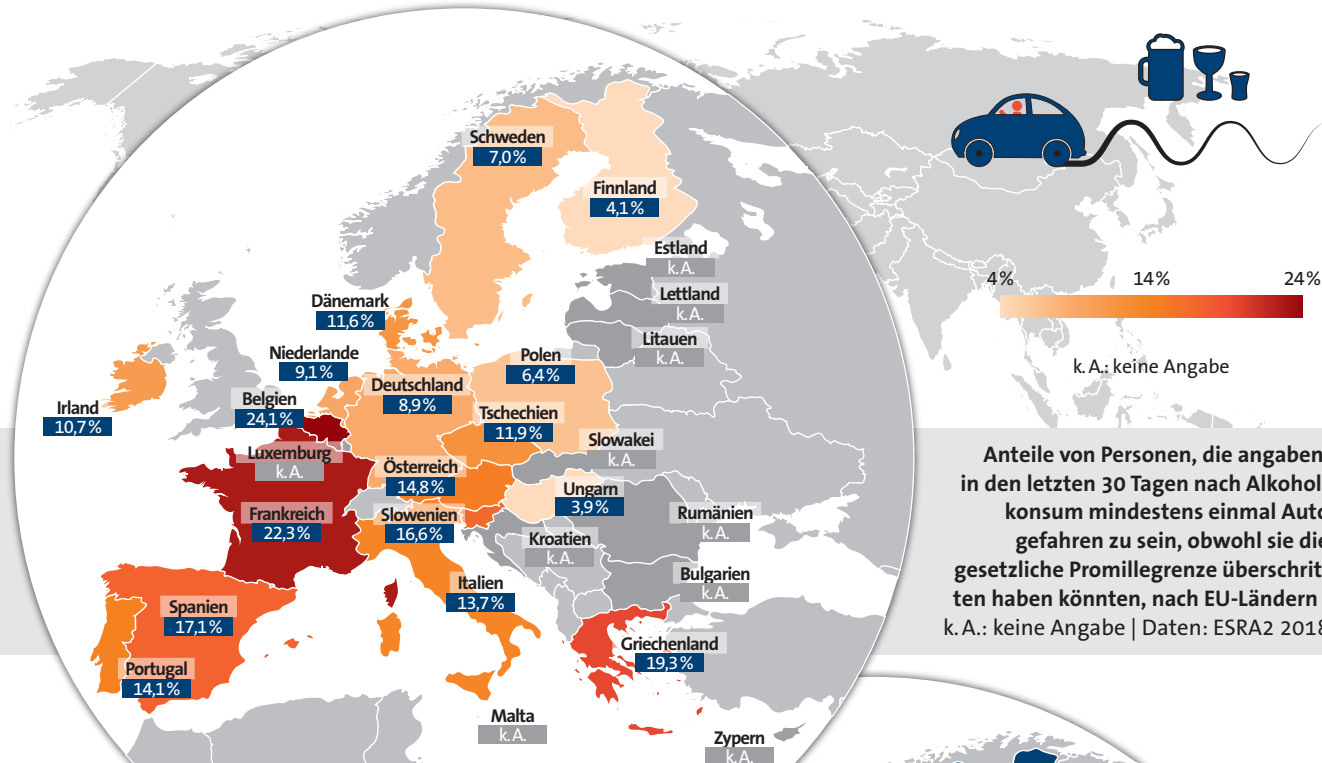 Schweden
7,0%
Finnland
4,1%
Estland
k.A.
Lettland
k.A.
Litauen
k.A.
Dänemark
11,6%
Niederlande
9,1%
Polen
6,4%
Deutschland
8,9%
Belgien
24,1%
Irland
10,7%
Tschechien
11,9%
Slowakei
k.A.
Luxemburg
k.A.
Österreich
14,8%
Ungarn
3,9%
Frankreich
22,3%
Slowenien
16,6%
Rumänien
k.A.
Kroatien
k.A.
Italien
13,7%
Bulgarien
k.A.
Spanien
17,1%
Griechenland
19,3%
Portugal
14,1%
Malta
k.A.
Zypern
k.A.
4% 14% 24%
k.A.: keine Angabe
Anteile von Personen, die angaben
in den letzten 30 Tagen nach Alkohol
konsum mindestens einmal Auto
gefahren zu sein, obwohl sie die
gesetzliche Promillegrenze überschrit
ten haben könnten, nach EU-Ländern
k.A.: keine Angabe | Daten: ESRA2 2018